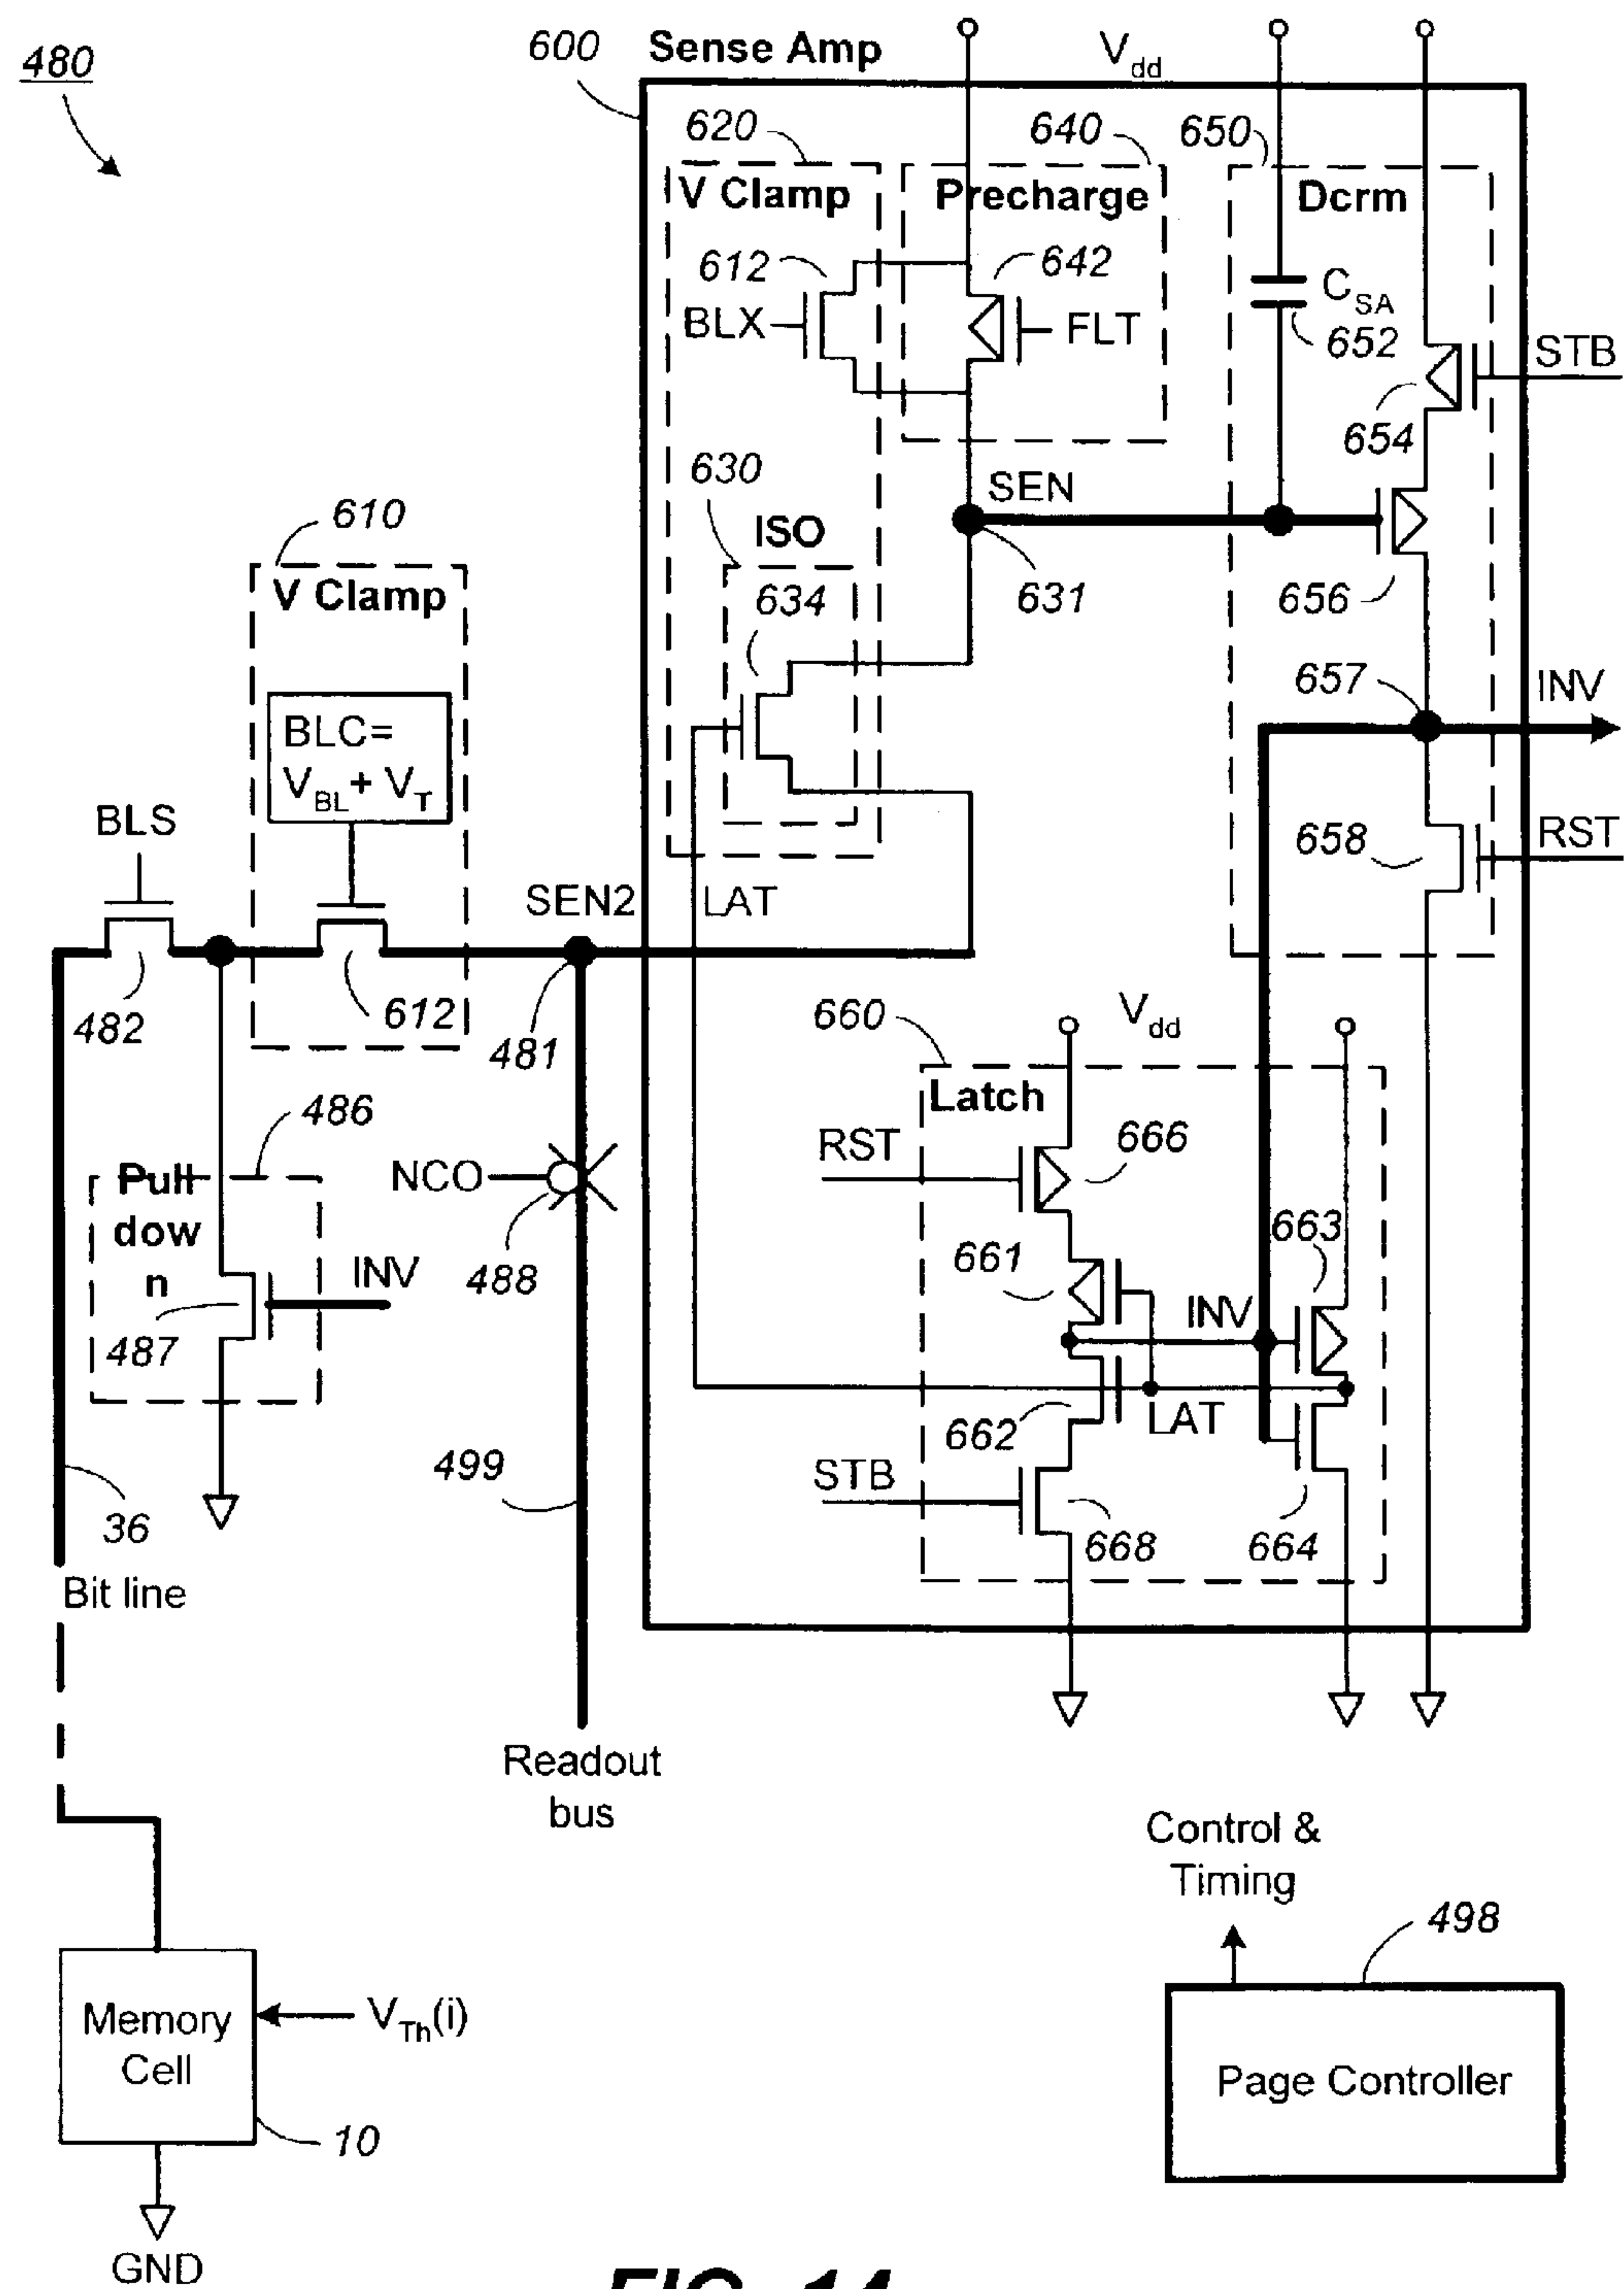 480
600
Sense Amp
Vdd
620
640
650
V Clamp
Precharge
Dcrm
612
642
BLX
FLT
CSA
652
STB
654
630
SEN
610
ISO
V Clamp
634
631
656
657
INV
BLC=
VBL + VT
BLS
658
RST
SEN2
LAT
482
612
481
660
Vdd
486
Latch
RST
666
Pull
dow
n
NCO
663
INV
488
661
INV
487
662
LAT
499
STB
36
668
664
Bit line
Readout
bus
Control &
Timing
498
Memory
Cell
VTh(i)
Page Controller
10
GND
FIG. 14